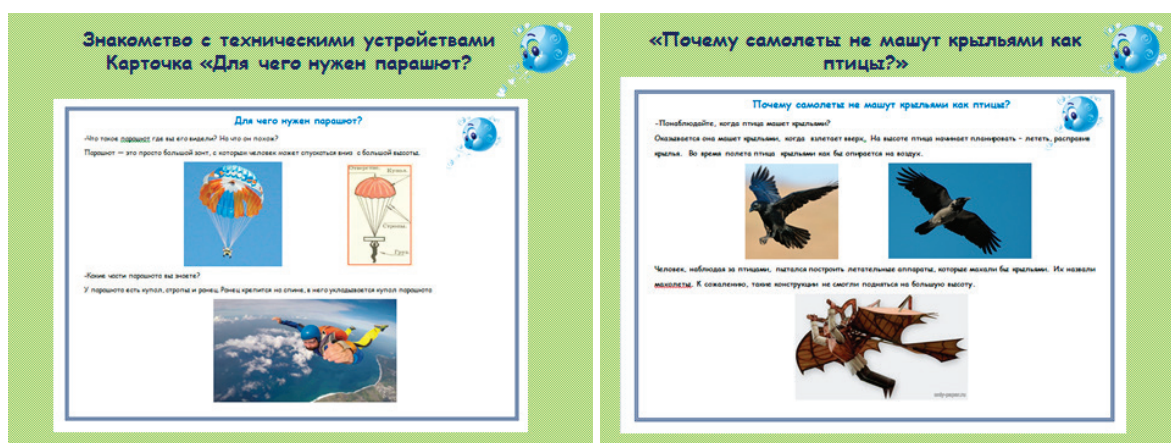 Знакомство с техническими устройствами
Карточка «Для чего нужен парашют?
Для чего нужен парашют?
-Что такое парашют где вы его видели? На что он похож?
Парашют — это просто большой зонт, с которым человек может спускаться вниз с большой высоты.
Отверстие.
Купол.
Стропы.
Груз.
-Какие части парашюта вы знаете?
У парашюта есть купол, стропы и ранец. Ранец крепится на спине, в него укладывается купол парашюта
«Почему самолеты не машут крыльями как
птицы?»
Почему самолеты не машут крыльями как птицы?
-Понаблюдайте, когда птица машет крыльями?
Оказывается она машет крыльями, когда взлетает вверх. На высоте птица начинает планировать - лететь, расправив
крылья. Во время полета птица крыльями как бы опирается на воздух.
Человек, наблюдая за птицами, пытался построить летательные аппараты, которые махали бы крыльями. Их назвали
махолеты. К сожалению, такие конструкции не смогли подняться на большую высоту.
only-paper.ru